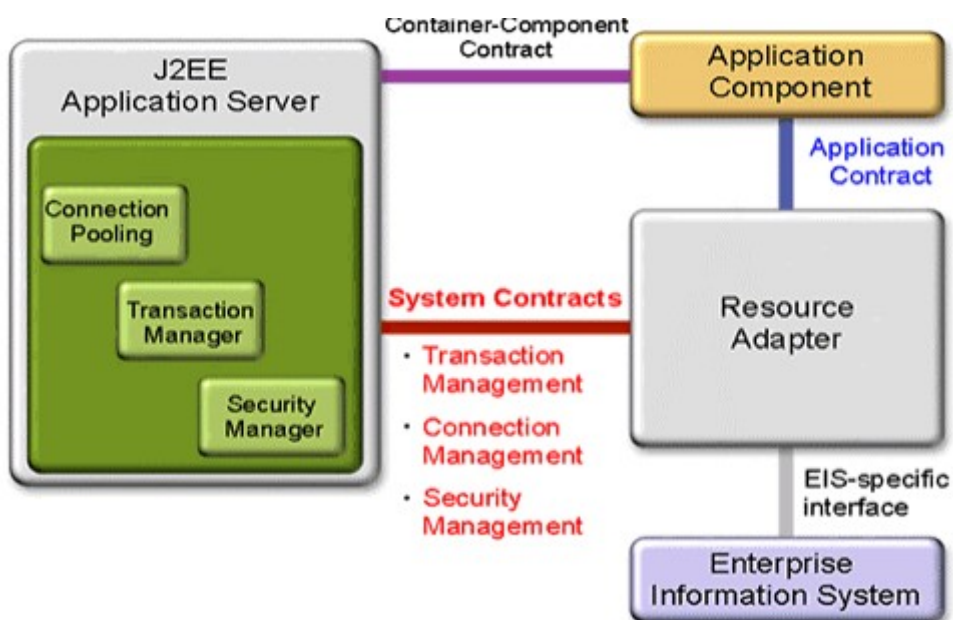 Container-Component
Contract
J2EE
Application Server
Connection
Pooling
Transaction
Manager
Security
Manager
System Contracts
· Transaction
Management
· Connection
Management
· Security
Management
Application
Component
Application
Contract
Resource
Adapter
EIS-specific
interface
Enterprise
Information System